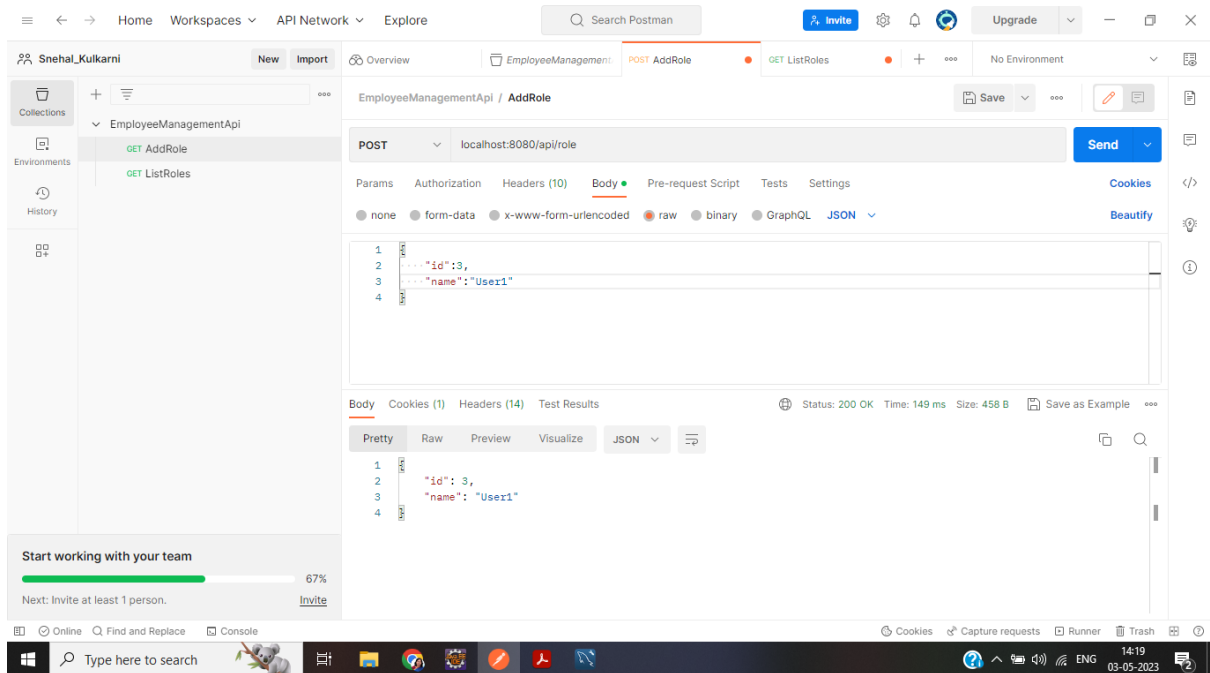 Home Workspaces API Network Explore Search Postman Invite Upgrade
Snehal_Kulkarni New Import Overview EmployeeManagement. POST AddRole GET ListRoles No Environment
Collections
Environments
History
EmployeeManagementApi
GET AddRole
GET ListRoles
EmployeeManagementApi / AddRole Save
POST localhost:8080/api/role Send
Params Authorization Headers (10) Body Pre-request Script Tests Settings Cookies
none form-data x-www-form-urlencoded raw binary GraphQL JSON Beautify
1 {
2 "id":3,
3 "name":"User1"
4 }
Body Cookies (1) Headers (14) Test Results Status: 200 OK Time: 149 ms Size: 458 B Save as Example
Pretty Raw Preview Visualize JSON
1 {
2 "id": 3,
3 "name": "User1"
4 }
Start working with your team
67%
Next: Invite at least 1 person. Invite
Online Find and Replace Console Cookies Capture requests Runner Trash
Type here to search ENG 14:19
03-05-2023 2